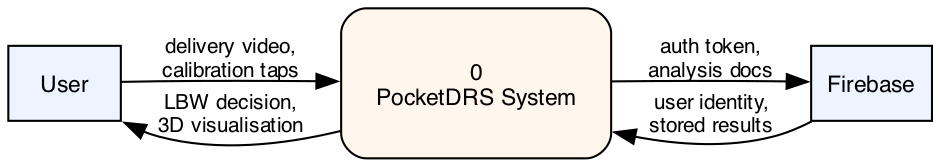 User
delivery video,
calibration taps
LBW decision,
3D visualisation
0
PocketDRS System
auth token,
analysis docs
user identity,
stored results
Firebase